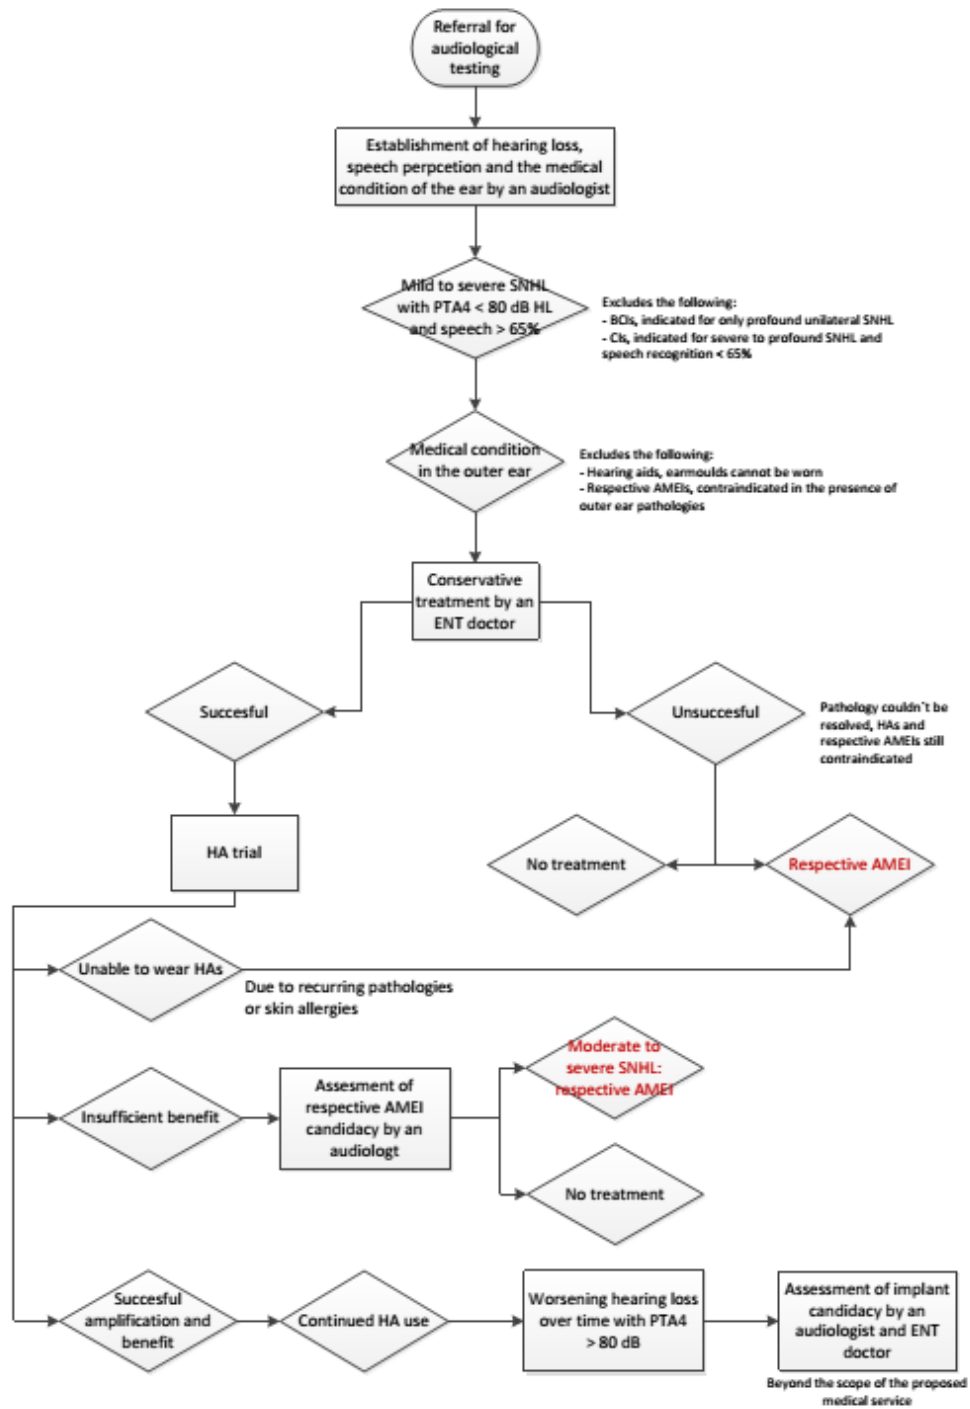 Referral for
audiological
testing
Establishment of hearing loss,
speech perpcetion and the medical
condition of the ear by an audiologist
Mild to severe SNHL
with PTA4 < 80 dB HL
and speech > 65%
Excludes the following:
- BCIs, indicated for only profound unilateral SNHL
- CIs, indicated for severe to profound SNHL and
speech recognition < 65%
Medical condition
in the outer ear
Excludes the following:
- Hearing aids, earmoulds cannot be worn
- Respective AMEIs, contraindicated in the presence of
outer ear pathologies
Conservative
treatment by an
ENT doctor
Succesful
Unsuccesful
Pathology couldn´t be
resolved, HAs and
respective AMEIs still
contraindicated
HA trial
No treatment
Respective AMEI
Unable to wear HAs
Due to recurring pathologies
or skin allergies
Moderate to
severe SNHL:
respective AMEI
Insufficient benefit
Assesment of
respective AMEI
candidacy by an
audiologt
No treatment
Succesful
amplification and
benefit
Continued HA use
Worsening hearing loss
over time with PTA4
> 80 dB
Assessment of implant
candidacy by an
audiologist and ENT
doctor
Beyond the scope of the proposed
medical service